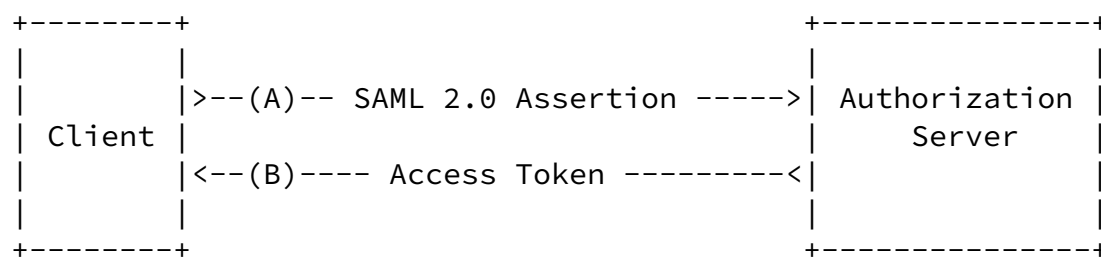 +--------+                                  +---------------+
|        |                                  |               |
|        |>--(A)-- SAML 2.0 Assertion ----->| Authorization |
| Client |                                  |     Server    |
|        |<--(B)---- Access Token ---------<|               |
|        |                                  |               |
+--------+                                  +---------------+